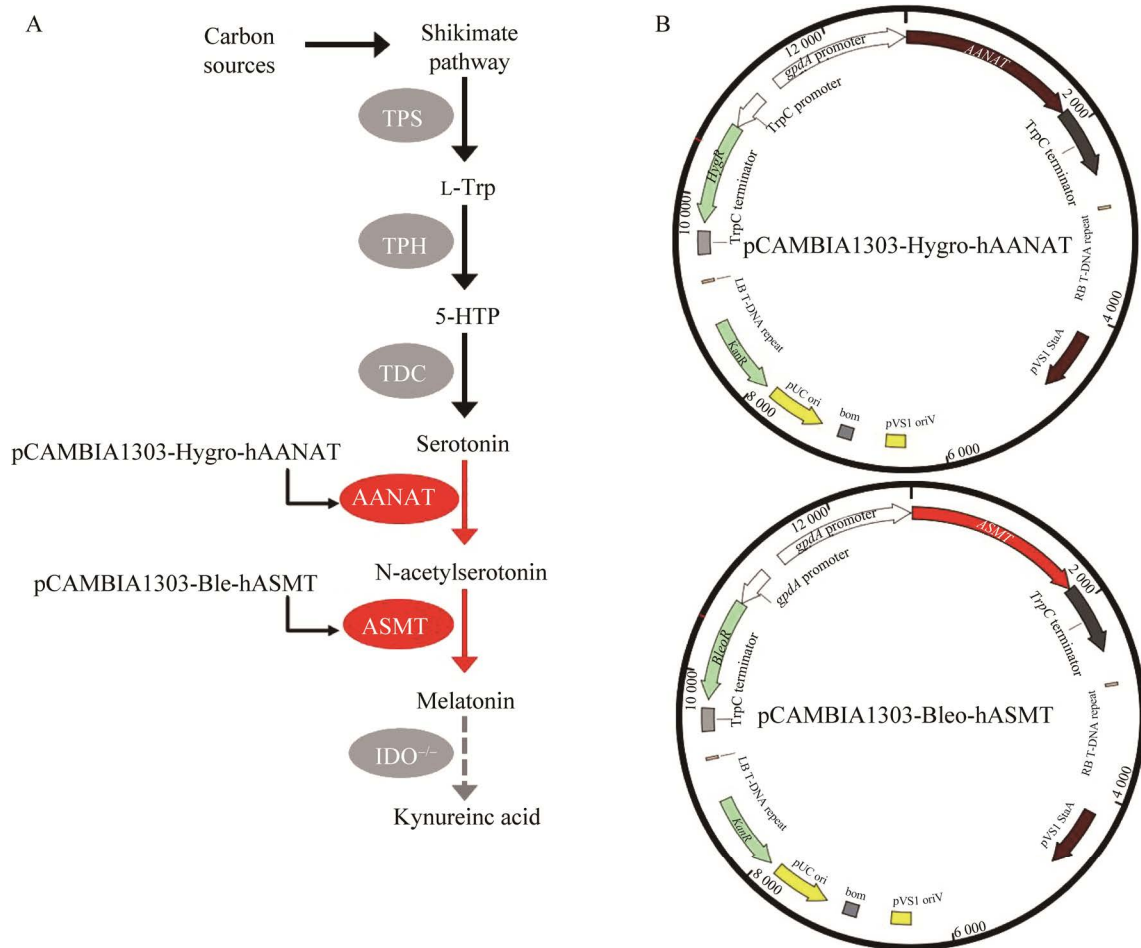 A
Carbon
sources
Shikimate
pathway
TPS
L-Trp
TPH
5-HTP
TDC
Serotonin
pCAMBIA1303-Hygro-hAANAT
AANAT
N-acetylserotonin
pCAMBIA1303-Ble-hASMT
ASMT
Melatonin
IDO−/−
Kynureinc acid
B
12 000
gpdA promoter
AANAT
2 000
TrpC promoter
TrpC terminator
HygR
10 000
TrpC terminator
pCAMBIA1303-Hygro-hAANAT
LB T-DNA repeat
RB T-DNA repeat
4 000
KanR
pVS1 StaA
8 000
pUC ori
bom
pVS1 oriV
6 000
12 000
gpdA promoter
ASMT
2 000
gpdA promoter
TrpC terminator
BleoR
10 000
TrpC terminator
pCAMBIA1303-Bleo-hASMT
LB T-DNA repeat
RB T-DNA repeat
4 000
KanR
pVS1 StaA
8 000
pUC ori
bom
pVS1 oriV
6 000